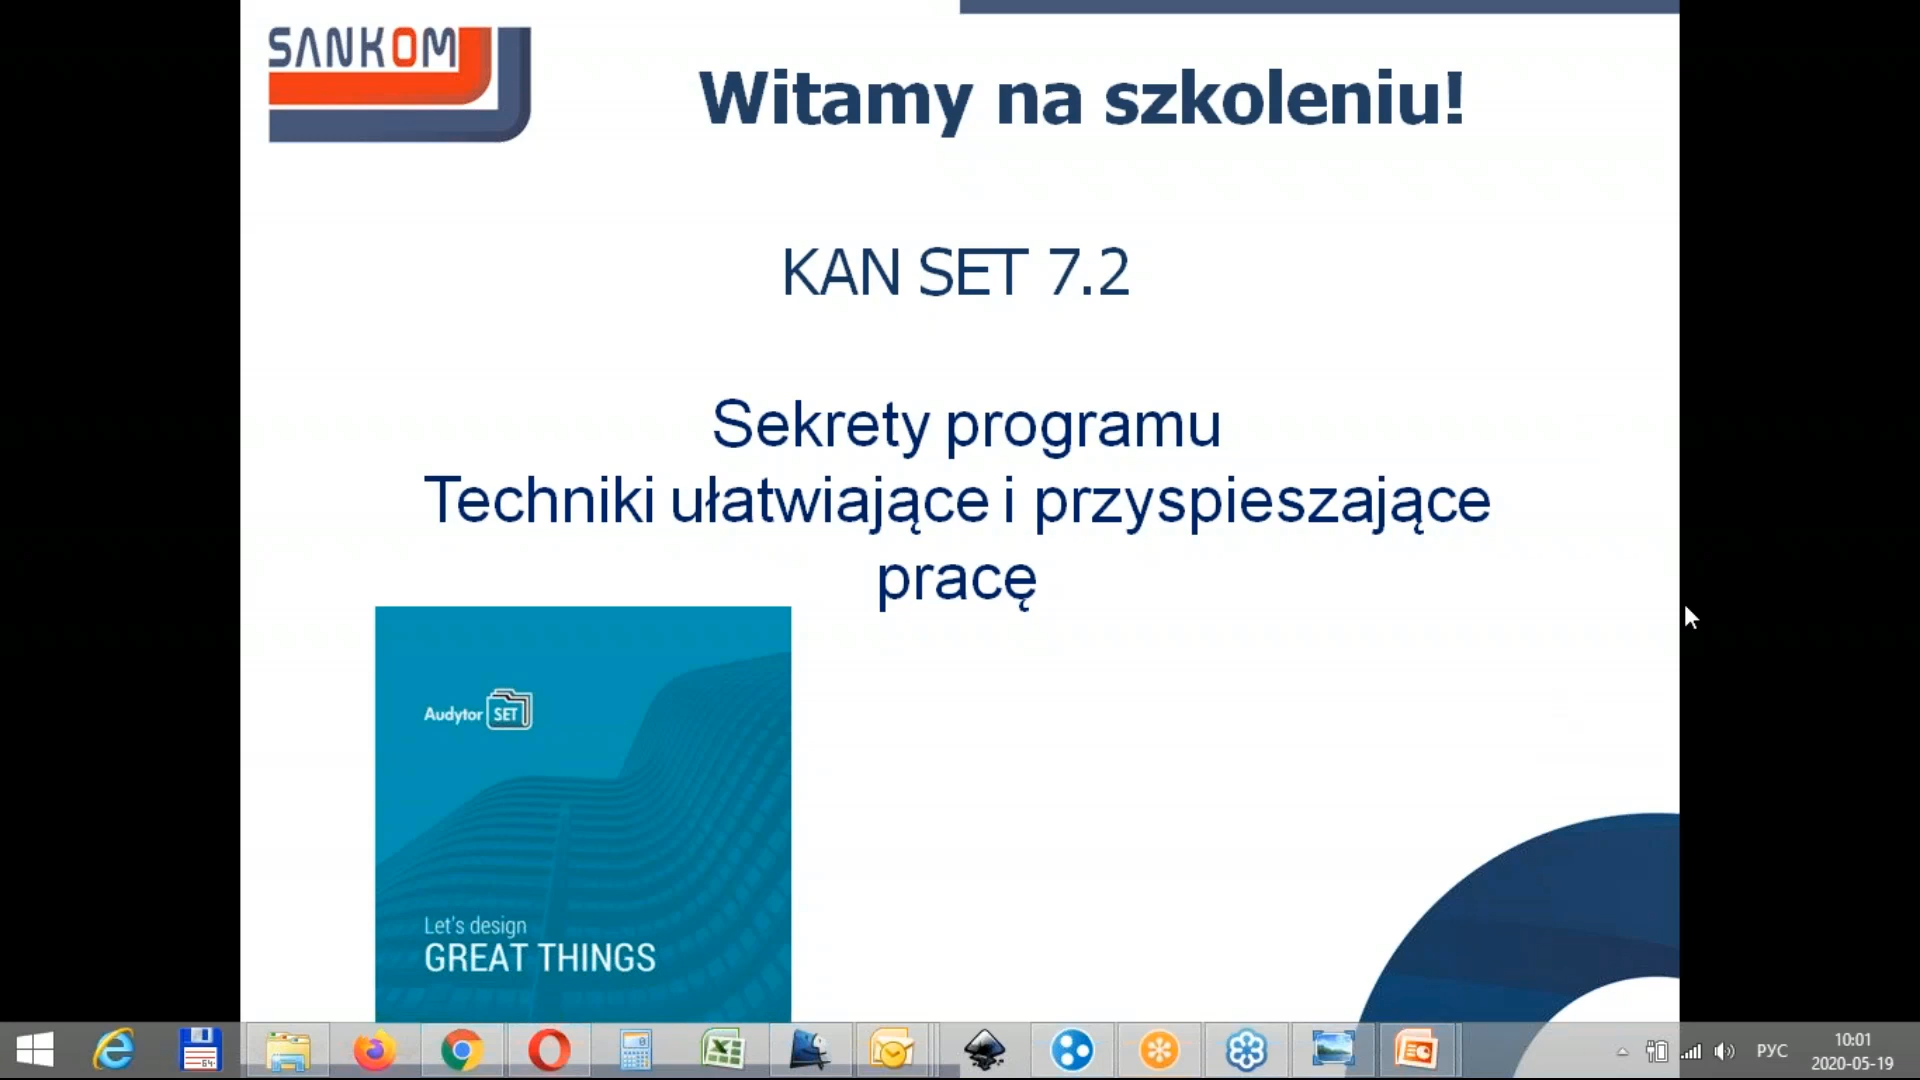 SANKOM
Witamy na szkoleniu!
KAN SET 7.2
Sekrety programu
Techniki ułatwiające i przyspieszające
pracę
Audytor SET
Let's design
GREAT THINGS
64
РУС
10:01
2020-05-19